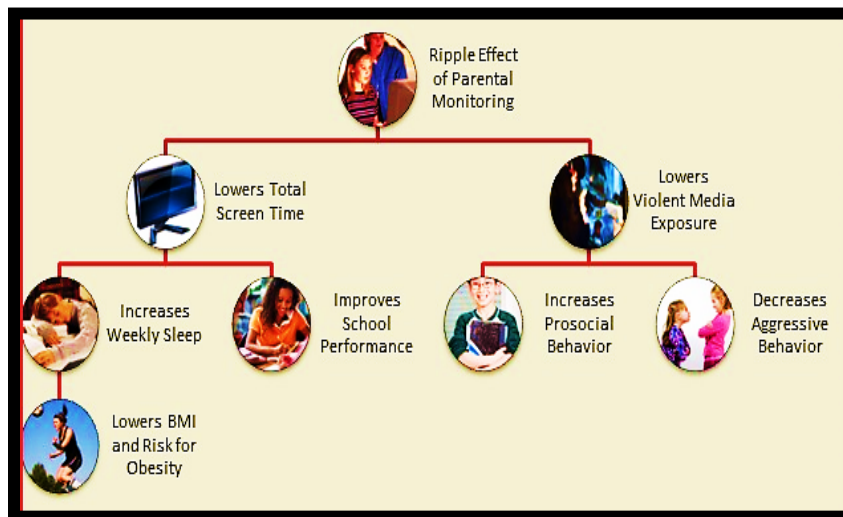 Ripple Effect
of Parental
Monitoring
Lowers Total
Screen Time
Lowers
Violent Media
Exposure
Increases
Weekly Sleep
Improves
School
Performance
Increases
Prosocial
Behavior
Decreases
Aggressive
Behavior
Lowers BMI
and Risk for
Obesity